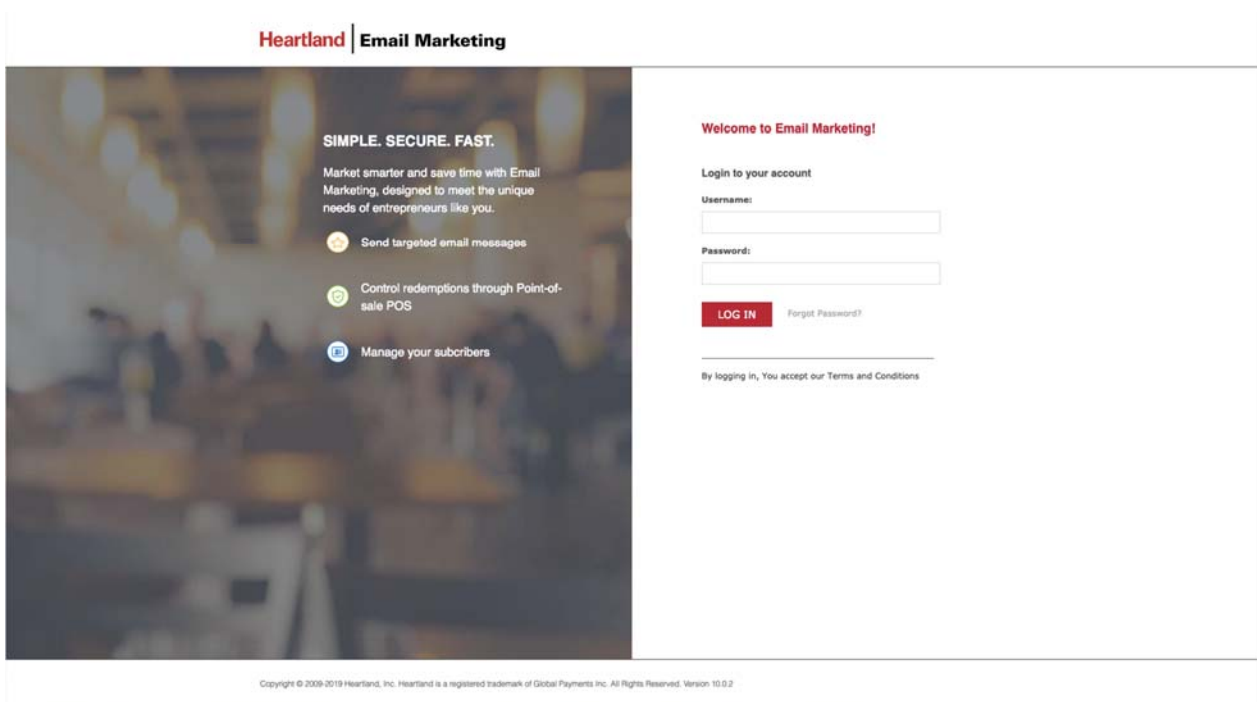 Heartland Email Marketing
SIMPLE. SECURE. FAST.
Market smarter and save time with Email
Marketing, designed to meet the unique
needs of entrepreneurs like you.
Send targeted email messages
Control redemptions through Point-of-
sale POS
Manage your subcribers
Welcome to Email Marketing!
Login to your account
Username:
Password:
LOG IN Forgot Password?
By logging in, You accept our Terms and Conditions
Copyright © 2009-2019 Heartland, Inc. Heartland is a registered trademark of Global Payments Inc. All Rights Reserved. Version 10.0.2